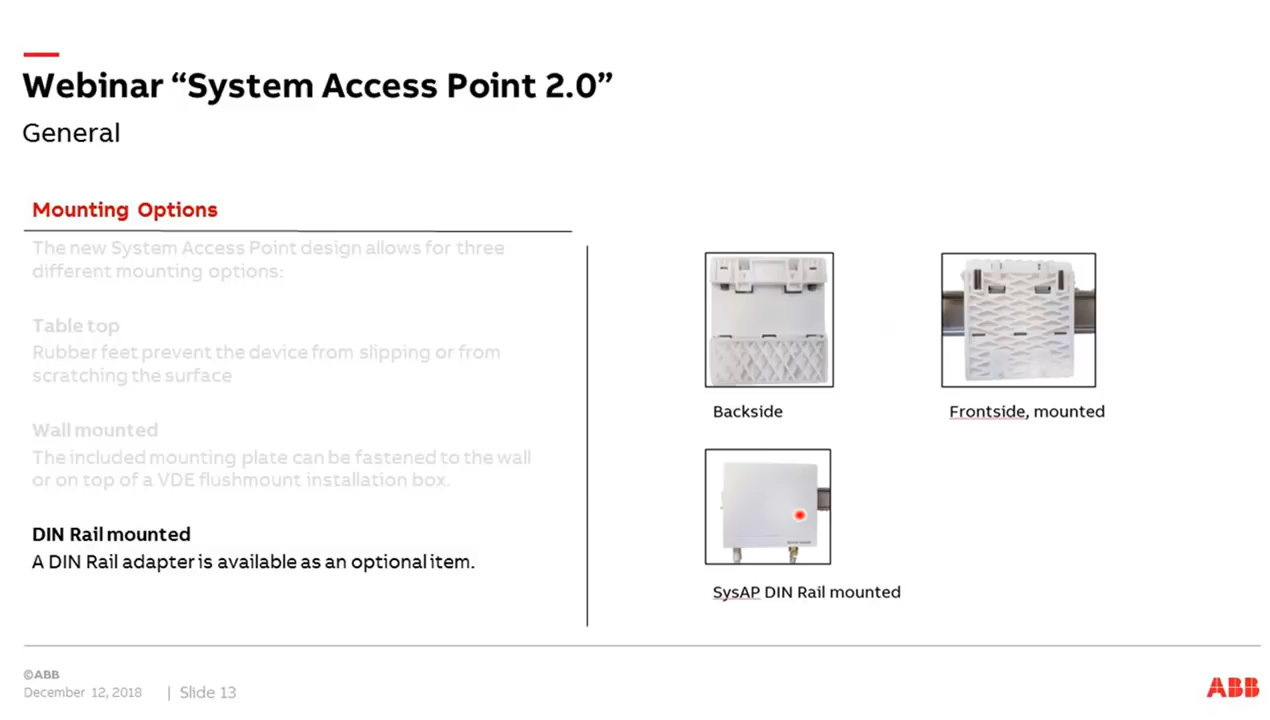 Webinar “System Access Point 2.0”
General
Mounting Options
The new System Access Point design allows for three
different mounting options:
Table top
Rubber feet prevent the device from slipping or from
scratching the surface
Wall mounted
The included mounting plate can be fastened to the wall
or on top of a VDE flushmount installation box.
DIN Rail mounted
A DIN Rail adapter is available as an optional item.
Backside
Frontside, mounted
SysAP DIN Rail mounted
©ABB
December 12, 2018 | Slide 13
ABB